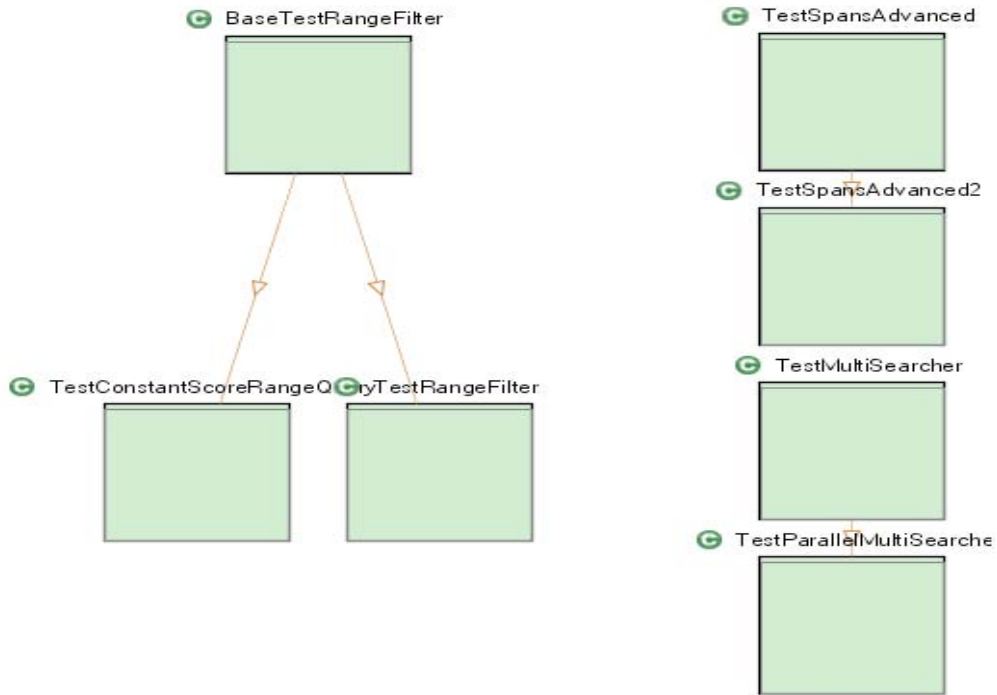 C BaseTestRangeFilter
C TestSpansAdvanced
C TestSpansAdvanced2
C TestMultiSearcher
C TestConstantScoreRangeQ
C ryTestRangeFilter
C TestParallelMultiSearche